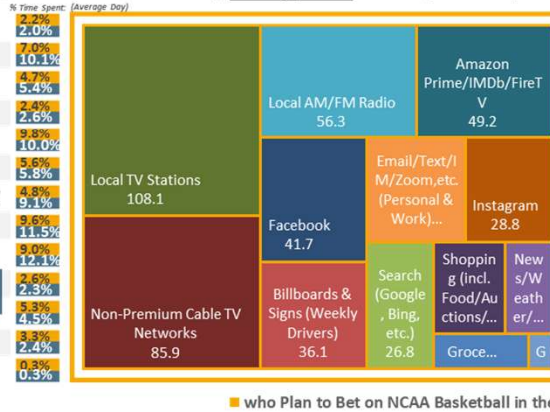 % Time Spent: (Average Day)
2.2%
2.0%
7.0%
10.1%
4.7%
5.4%
2.4%
2.6%
9.8%
10.0%
5.6%
5.8%
4.8%
9.1%
9.6%
11.5%
9.0%
12.1%
2.6%
2.3%
5.3%
4.5%
3.3%
2.4%
0.3%
0.3%
Local TV Stations
108.1
Non-Premium Cable TV
Networks
85.9
Local AM/FM Radio
56.3
Amazon
Prime/IMDb/FireT
V
49.2
Facebook
41.7
Email/Text/I
M/Zoom,etc.
(Personal &
Work)...
Instagram
28.8
Billboards &
Signs (Weekly
Drivers)
36.1
Search
(Google
, Bing,
etc.)
26.8
Shoppin
g (incl.
Food/Au
ctions/...
New
s/W
eath
er/...
Groce...
G
who Plan to Bet on NCAA Basketball in the